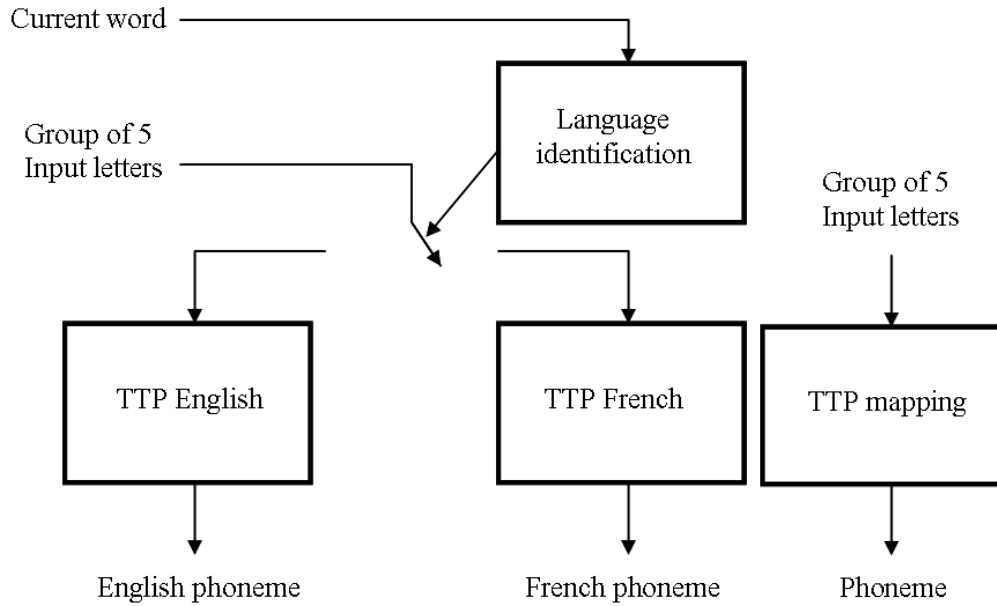 Current word
Language
identification
Group of 5
Input letters
Group of 5
Input letters
TTP English
TTP French
TTP mapping
English phoneme
French phoneme
Phoneme